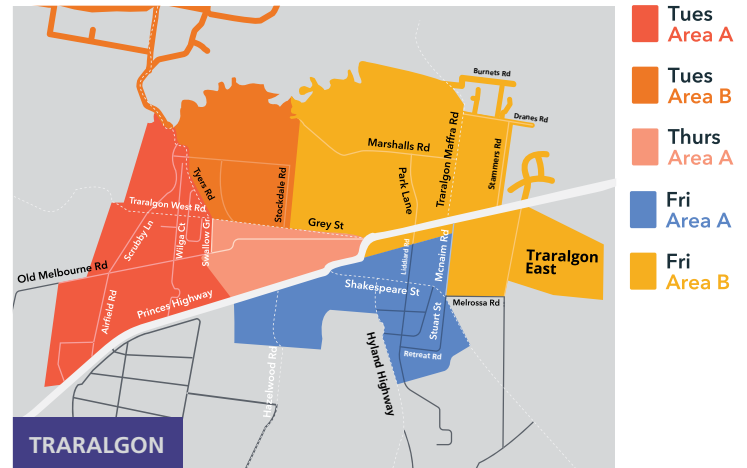 Tues
Area A
Tues
Area B
Thurs
Area A
Fri
Area A
Fri
Area B
Burnets Rd
Dranes Rd
Marshalls Rd
Traralgon Maffra Rd
Stammers Rd
Tyers Rd
Stockdale Rd
Park Lane
Traralgon West Rd
Grey St
Scrubby Ln
Wilga Ct
Swallow Gr
Liddiard Rd
Mcnairn Rd
Traralgon
East
Old Melbourne Rd
Airfield Rd
Princes Highway
Shakespeare St
Melrossa Rd
Stuart St
Retreat Rd
Hazelwood Rd
Hyland Highway
TRARALGON